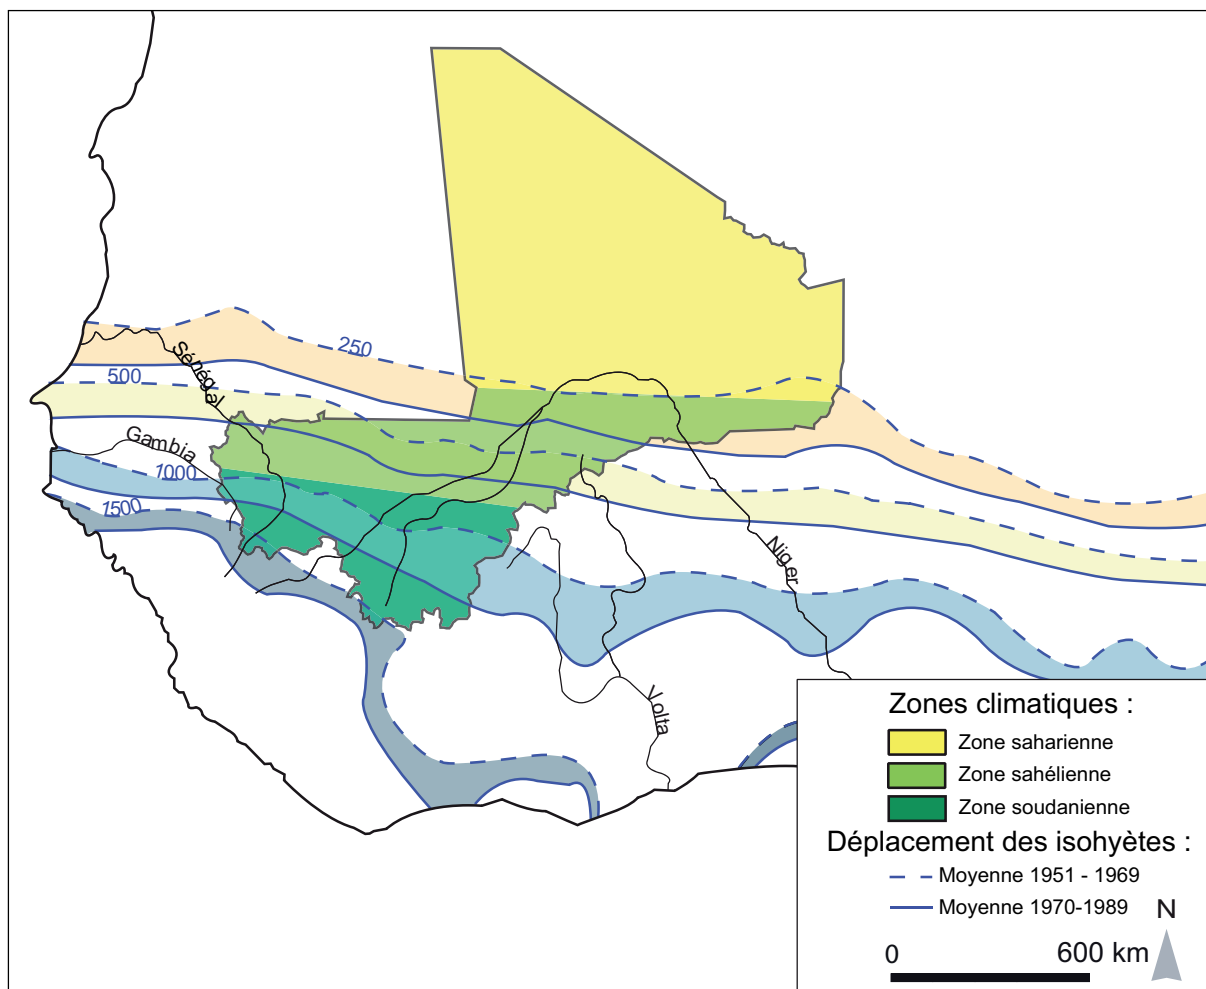 250
Sénégal
500
Gambia
1000
1500
Niger
Volta
Zones climatiques :
Zone saharienne
Zone sahélienne
Zone soudanienne
Déplacement des isohyètes :
Moyenne 1951 - 1969
Moyenne 1970-1989
N
0 600 km